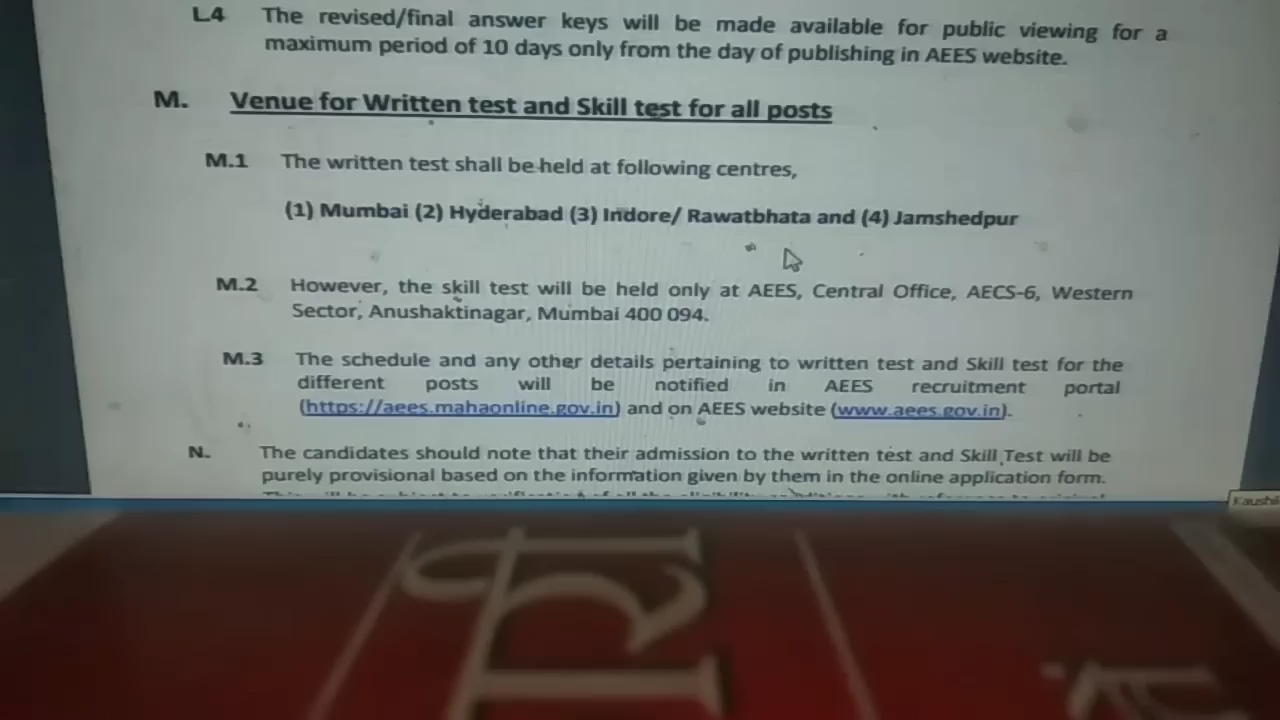 L.4 The revised/final answer keys will be made available for public viewing for a
maximum period of 10 days only from the day of publishing in AEES website.
M. Venue for Written test and Skill test for all posts
M.1 The written test shall be held at following centres,
(1) Mumbai (2) Hyderabad (3) Indore/ Rawatbhata and (4) Jamshedpur
M.2 However, the skill test will be held only at AEES, Central Office, AECS-6, Western
Sector, Anushaktinagar, Mumbai 400 094.
M.3 The schedule and any other details pertaining to written test and Skill test for the
different posts will be notified in AEES recruitment portal
(https://aees.mahaonline.gov.in) and on AEES website (www.aees.gov.in).
N. The candidates should note that their admission to the written test and Skill Test will be
purely provisional based on the information given by them in the online application form.